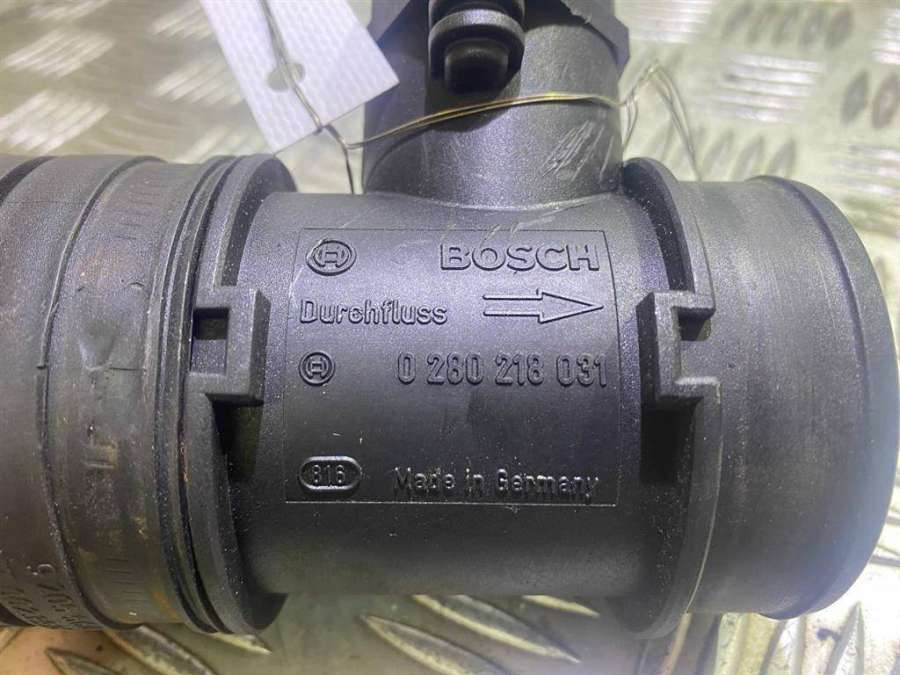 BOSCH
Durchfluss
0 280 218 031
816
Made in Germany